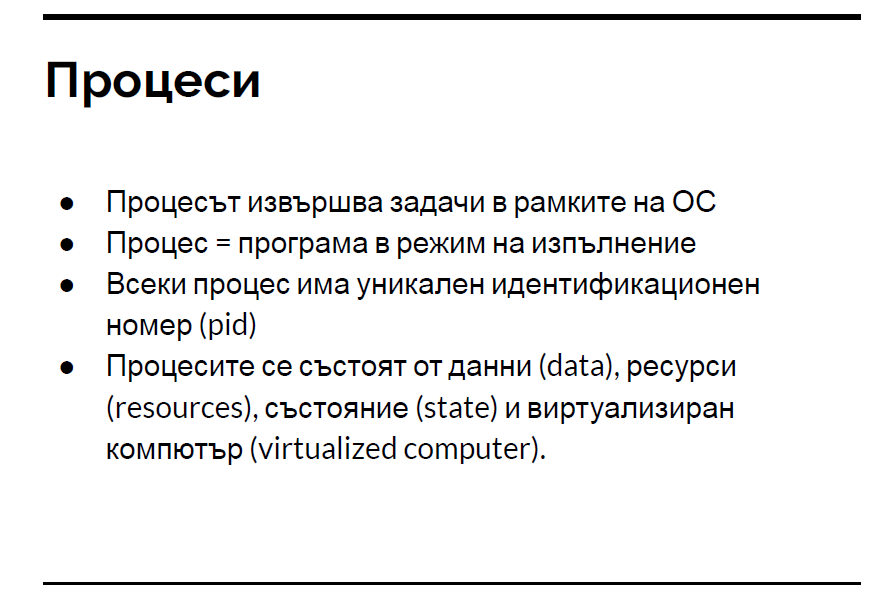 Процеси
● Процесът извършва задачи в рамките на ОС
● Процес = програма в режим на изпълнение
● Всеки процес има уникален идентификационен
номер (pid)
● Процесите се състоят от данни (data), ресурси
(resources), състояние (state) и виртуализиран
компютър (virtualized computer).